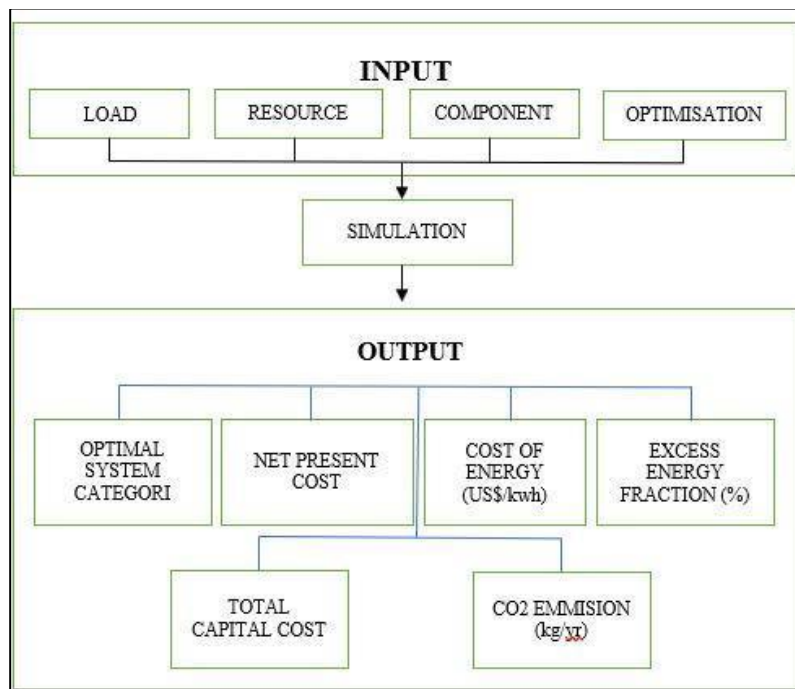 INPUT
LOAD
RESOURCE
COMPONENT
OPTIMISATION
SIMULATION
OUTPUT
OPTIMAL
SYSTEM
CATEGORI
NET PRESENT
COST
COST OF
ENERGY
(US$/kwh)
EXCESS
ENERGY
FRACTION (%)
TOTAL
CAPITAL COST
CO2 EMMISION
(kg/yr)